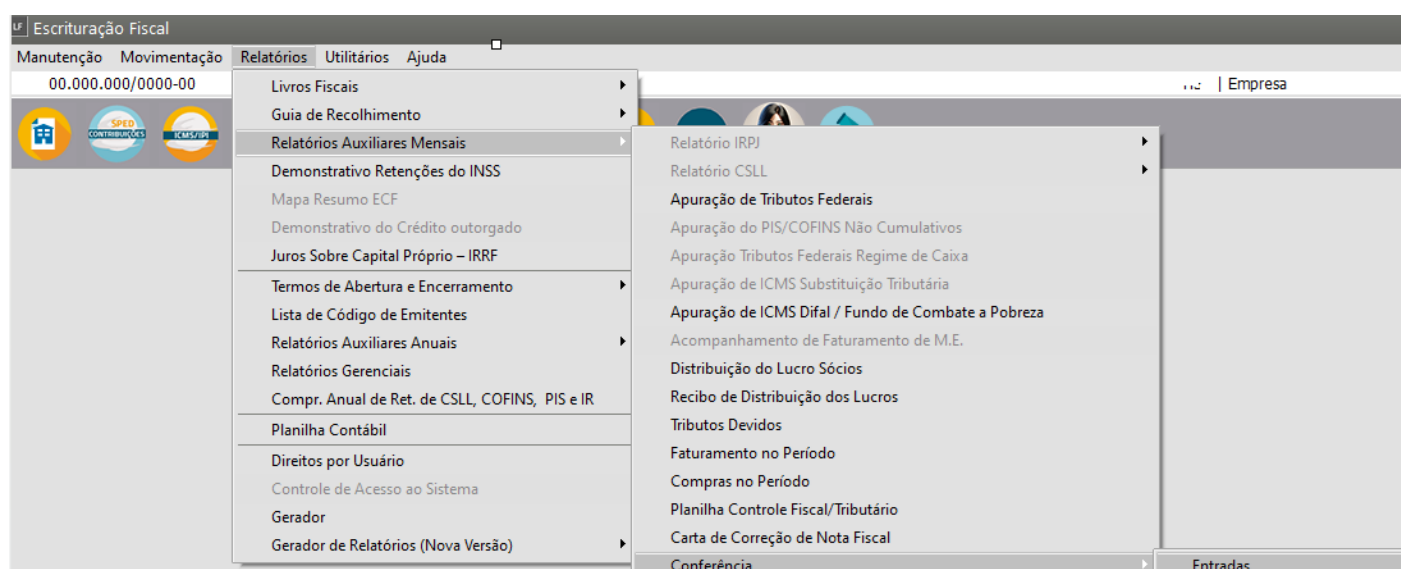 LF Escrituração Fiscal
Manutenção Movimentação Relatórios Utilitários Ajuda
00.000.000/0000-00 | Empresa
SPED CONTRIBUIÇÕES ICMS/IPI
Livros Fiscais
Guia de Recolhimento
Relatórios Auxiliares Mensais
Demonstrativo Retenções do INSS
Mapa Resumo ECF
Demonstrativo do Crédito outorgado
Juros Sobre Capital Próprio – IRRF
Termos de Abertura e Encerramento
Lista de Código de Emitentes
Relatórios Auxiliares Anuais
Relatórios Gerenciais
Compr. Anual de Ret. de CSLL, COFINS, PIS e IR
Planilha Contábil
Direitos por Usuário
Controle de Acesso ao Sistema
Gerador
Gerador de Relatórios (Nova Versão)
Relatório IRPJ
Relatório CSLL
Apuração de Tributos Federais
Apuração do PIS/COFINS Não Cumulativos
Apuração Tributos Federais Regime de Caixa
Apuração de ICMS Substituição Tributária
Apuração de ICMS Difal / Fundo de Combate a Pobreza
Acompanhamento de Faturamento de M.E.
Distribuição do Lucro Sócios
Recibo de Distribuição dos Lucros
Tributos Devidos
Faturamento no Período
Compras no Período
Planilha Controle Fiscal/Tributário
Carta de Correção de Nota Fiscal
Conferência
Entradas